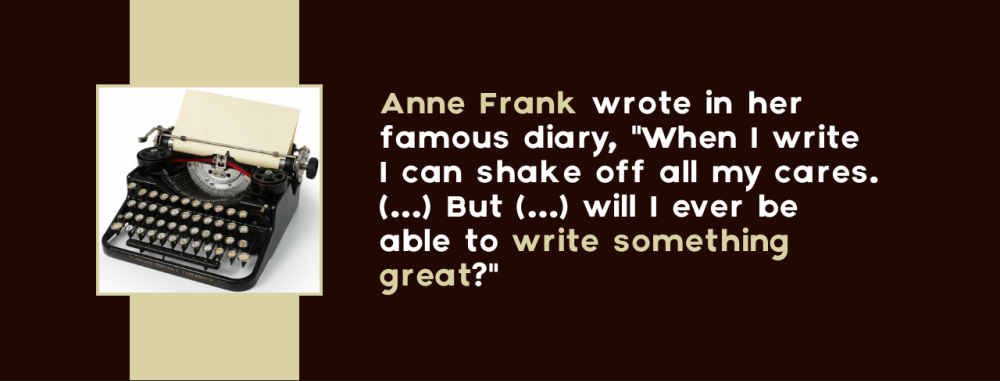 Anne Frank wrote in her
famous diary, "When I write
I can shake off all my cares.
(...) But (...) will I ever be
able to write something
great?"